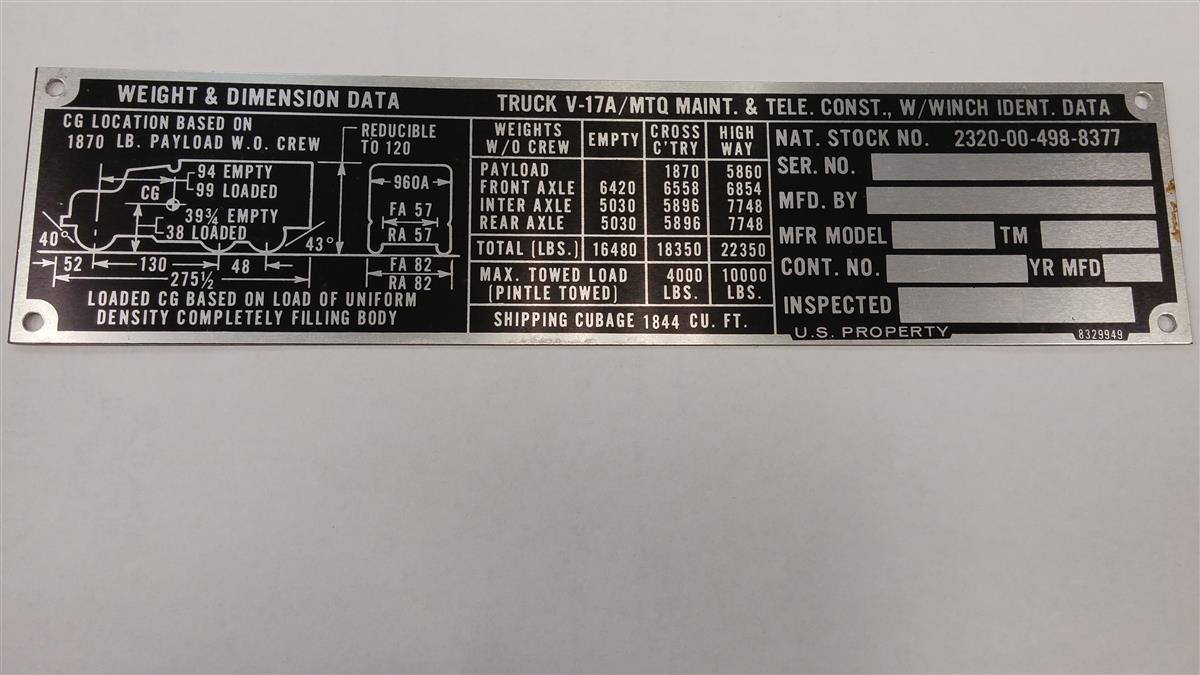 WEIGHT & DIMENSION DATA
TRUCK V-17A/MTQ MAINT. & TELE. CONST., W/WINCH IDENT. DATA
CG LOCATION BASED ON
1870 LB. PAYLOAD W.O. CREW
REDUCIBLE
TO 120
94 EMPTY
99 LOADED
CG
39¾ EMPTY
38 LOADED
40°
43°
52 130 48
275½
960A
FA 57
RA 57
FA 82
RA 82
LOADED CG BASED ON LOAD OF UNIFORM
DENSITY COMPLETELY FILLING BODY
WEIGHTS W/O CREW EMPTY CROSS C'TRY HIGH WAY
PAYLOAD 1870 5860
FRONT AXLE 6420 6558 6854
INTER AXLE 5030 5896 7748
REAR AXLE 5030 5896 7748
TOTAL (LBS.) 16480 18350 22350
MAX. TOWED LOAD 4000 10000
(PINTLE TOWED) LBS. LBS.
SHIPPING CUBAGE 1844 CU. FT.
NAT. STOCK NO. 2320-00-498-8377
SER. NO.
MFD. BY
MFR MODEL TM
CONT. NO. YR MFD
INSPECTED
U.S. PROPERTY 8329949